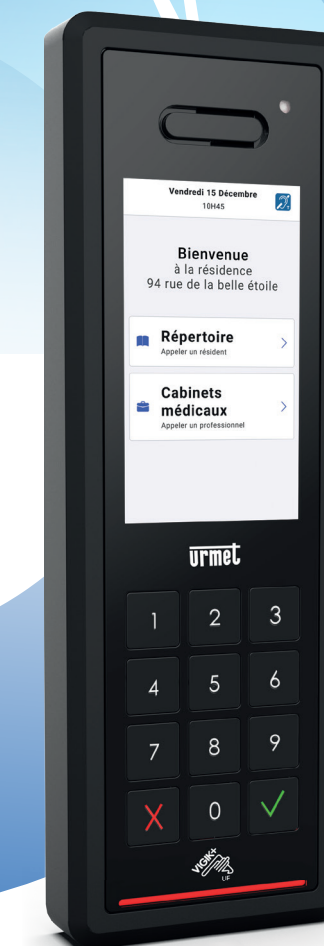 Vendredi 15 Décembre
10H45
Bienvenue
à la résidence
94 rue de la belle étoile
Répertoire
Appeler un résident
Cabinets
médicaux
Appeler un professionnel
urmet
1 2 3
4 5 6
7 8 9
0
VIGIK+
UF